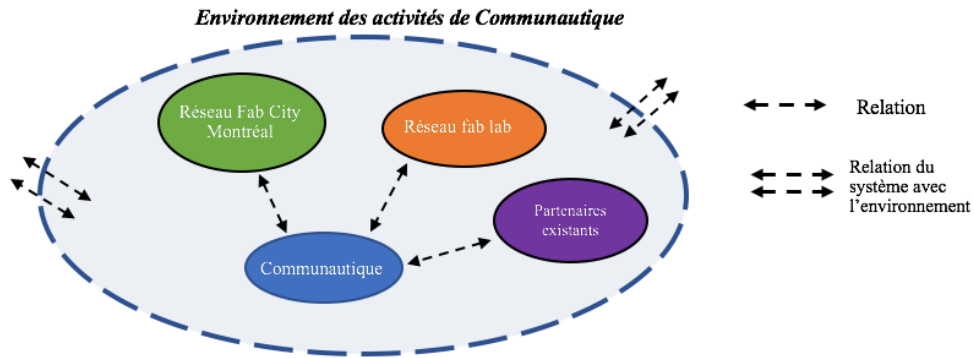 Environnement des activités de Communautique
Réseau Fab City
Montréal
Réseau fab lab
Partenaires
existants
Communautique
Relation
Relation du
système avec
l'environnement